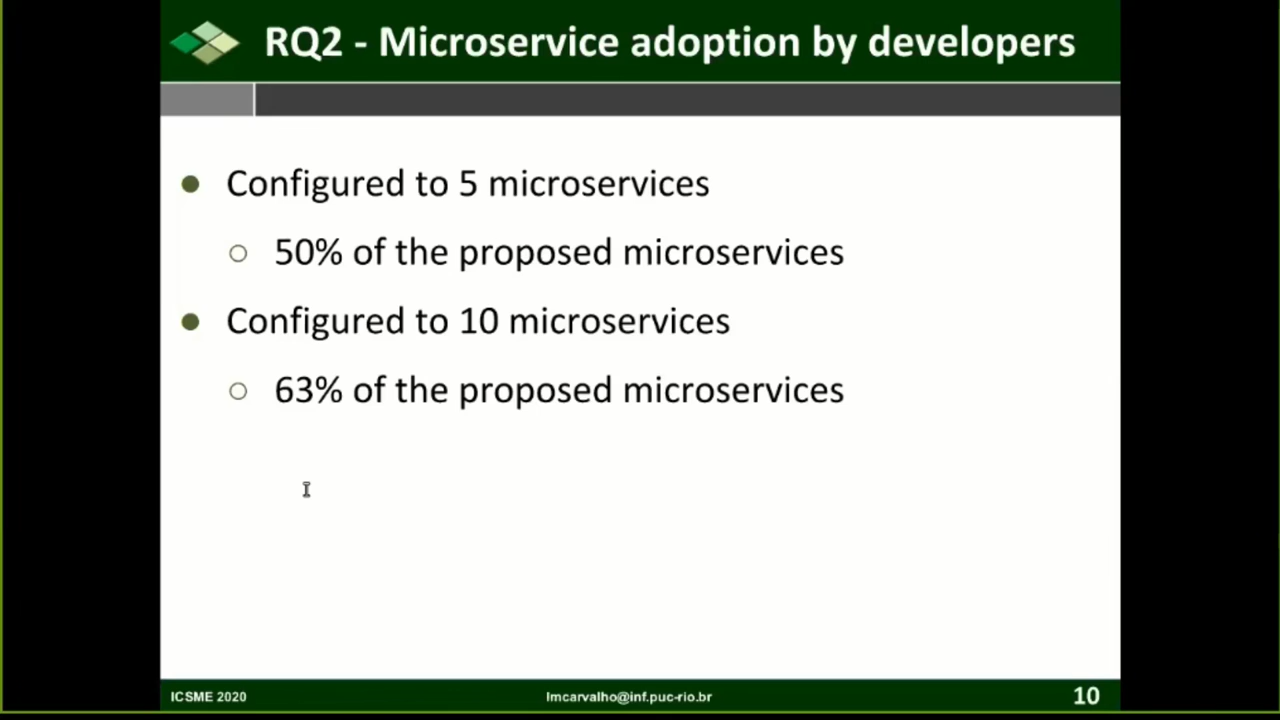 RQ2 - Microservice adoption by developers
● Configured to 5 microservices
○ 50% of the proposed microservices
● Configured to 10 microservices
○ 63% of the proposed microservices
ICSME 2020
lmcarvalho@inf.puc-rio.br
10